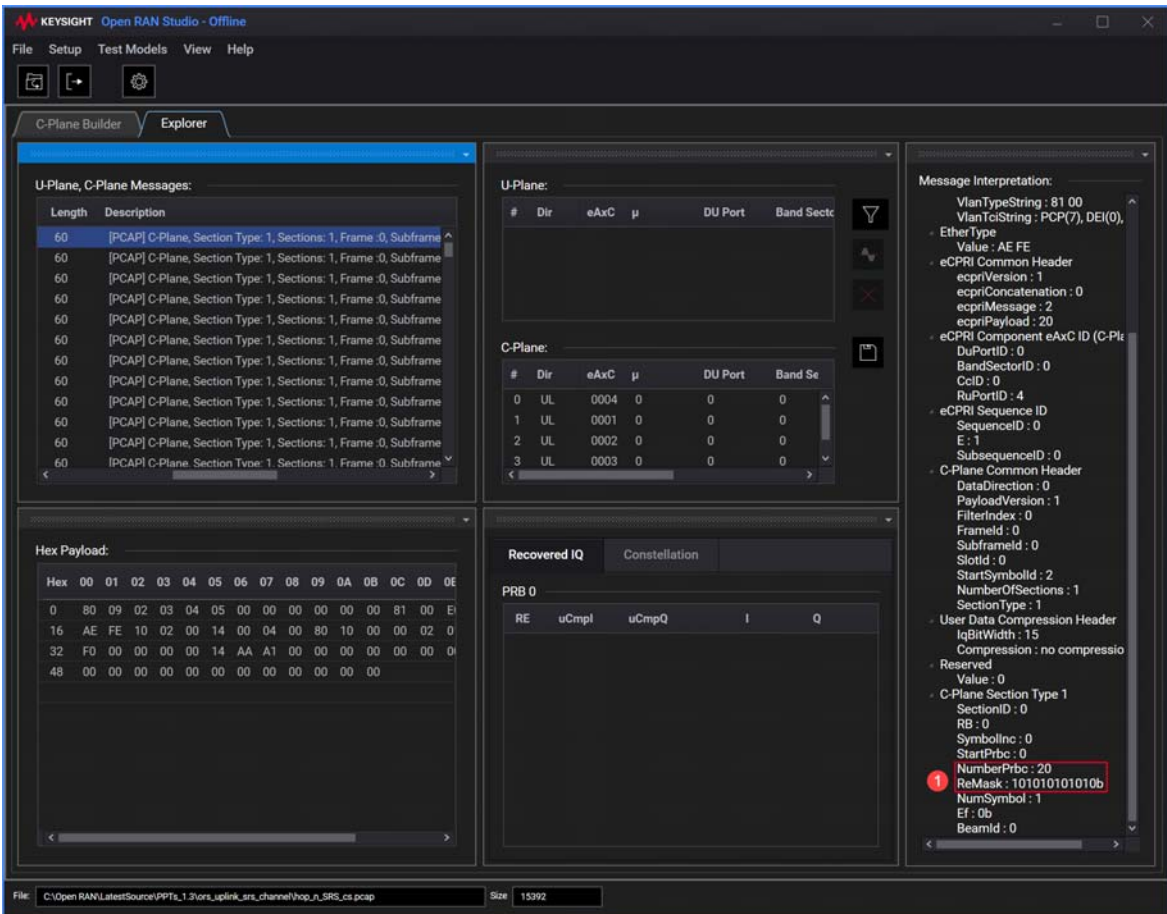 KEYSIGHT Open RAN Studio - Offline
File Setup Test Models View Help
C-Plane Builder Explorer
U-Plane, C-Plane Messages:
Length Description
60 [PCAP] C-Plane, Section Type: 1, Sections: 1, Frame :0, Subframe
60 [PCAP] C-Plane, Section Type: 1, Sections: 1, Frame :0, Subframe
60 [PCAP] C-Plane, Section Type: 1, Sections: 1, Frame :0, Subframe
60 [PCAP] C-Plane, Section Type: 1, Sections: 1, Frame :0, Subframe
60 [PCAP] C-Plane, Section Type: 1, Sections: 1, Frame :0, Subframe
60 [PCAP] C-Plane, Section Type: 1, Sections: 1, Frame :0, Subframe
60 [PCAP] C-Plane, Section Type: 1, Sections: 1, Frame :0, Subframe
60 [PCAP] C-Plane, Section Type: 1, Sections: 1, Frame :0, Subframe
60 [PCAP] C-Plane, Section Type: 1, Sections: 1, Frame :0, Subframe
60 [PCAP] C-Plane, Section Type: 1, Sections: 1, Frame :0, Subframe
60 [PCAP] C-Plane, Section Type: 1, Sections: 1, Frame :0, Subframe
60 [PCAP] C-Plane, Section Type: 1, Sections: 1, Frame :0, Subframe
U-Plane:
# Dir eAxC μ DU Port Band Secto
C-Plane:
# Dir eAxC μ DU Port Band Se
0 UL 0004 0 0 0
1 UL 0001 0 0 0
2 UL 0002 0 0 0
3 UL 0003 0 0 0
Hex Payload:
Hex 00 01 02 03 04 05 06 07 08 09 0A 0B 0C 0D 0E
0 80 09 02 03 04 05 00 00 00 00 00 00 81 00 E
16 AE FE 10 02 00 14 00 04 00 80 10 00 00 02 0
32 F0 00 00 00 00 14 AA A1 00 00 00 00 00 00 0
48 00 00 00 00 00 00 00 00 00 00 00 00
Recovered IQ Constellation
PRB 0
RE uCmpI uCmpQ I Q
Message Interpretation:
VlanTypeString : 81 00
VlanTciString : PCP(7), DEI(0),
EtherType
Value : AE FE
eCPRI Common Header
ecpriVersion : 1
ecpriConcatenation : 0
ecpriMessage : 2
ecpriPayload : 20
eCPRI Component eAxC ID (C-Pla
DuPortID : 0
BandSectorID : 0
CcID : 0
RuPortID : 4
eCPRI Sequence ID
SequenceID : 0
E : 1
SubsequenceID : 0
C-Plane Common Header
DataDirection : 0
PayloadVersion : 1
FilterIndex : 0
FrameId : 0
SubframeId : 0
SlotId : 0
StartSymbolId : 2
NumberOfSections : 1
SectionType : 1
User Data Compression Header
IqBitWidth : 15
Compression : no compressio
Reserved
Value : 0
C-Plane Section Type 1
SectionID : 0
RB : 0
SymbolInc : 0
StartPrbc : 0
NumberPrbc : 20
1 ReMask : 101010101010b
NumSymbol : 1
Ef : 0b
BeamId : 0
File: C:\Open RAN\LatestSource\PPTs_1.3\ors_uplink_srs_channel\hop_n_SRS_cs.pcap Size 15392